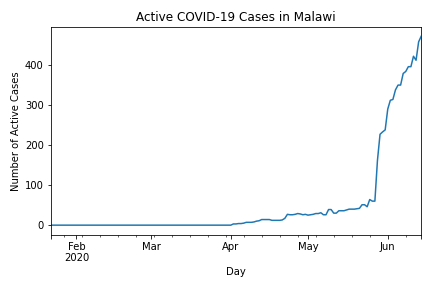 Active COVID-19 Cases in Malawi
Number of Active Cases
400
300
200
100
0
Feb
2020
Mar
Apr
May
Jun
Day